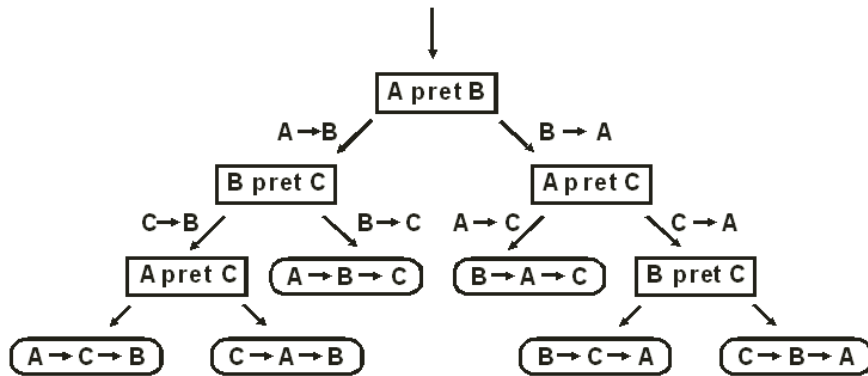 A pret B
A → B
B → A
B pret C
A pret C
C → B
B → C
A → C
C → A
A pret C
A → B → C
B → A → C
B pret C
A → C → B
C → A → B
B → C → A
C → B → A